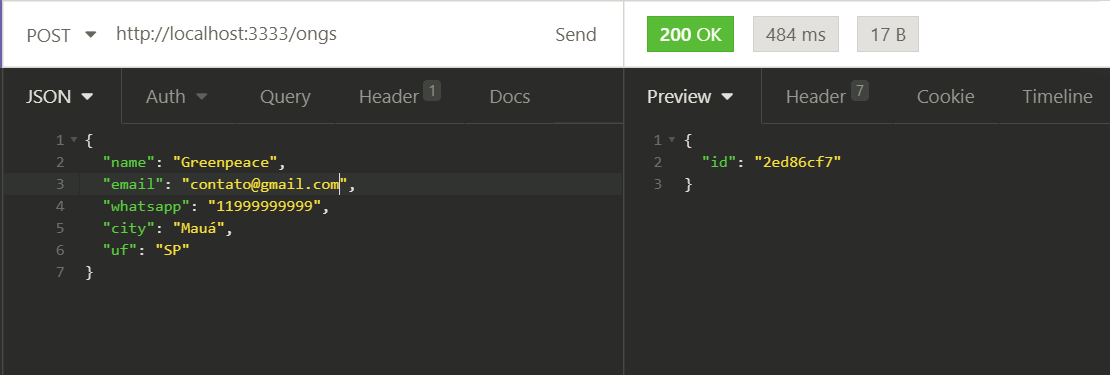 POST http://localhost:3333/ongs Send 200 OK 484 ms 17 B
JSON Auth Query Header 1 Docs Preview Header 7 Cookie Timeline
1 {
2 "name": "Greenpeace",
3 "email": "contato@gmail.com",
4 "whatsapp": "11999999999",
5 "city": "Mauá",
6 "uf": "SP"
7 }
1 {
2 "id": "2ed86cf7"
3 }